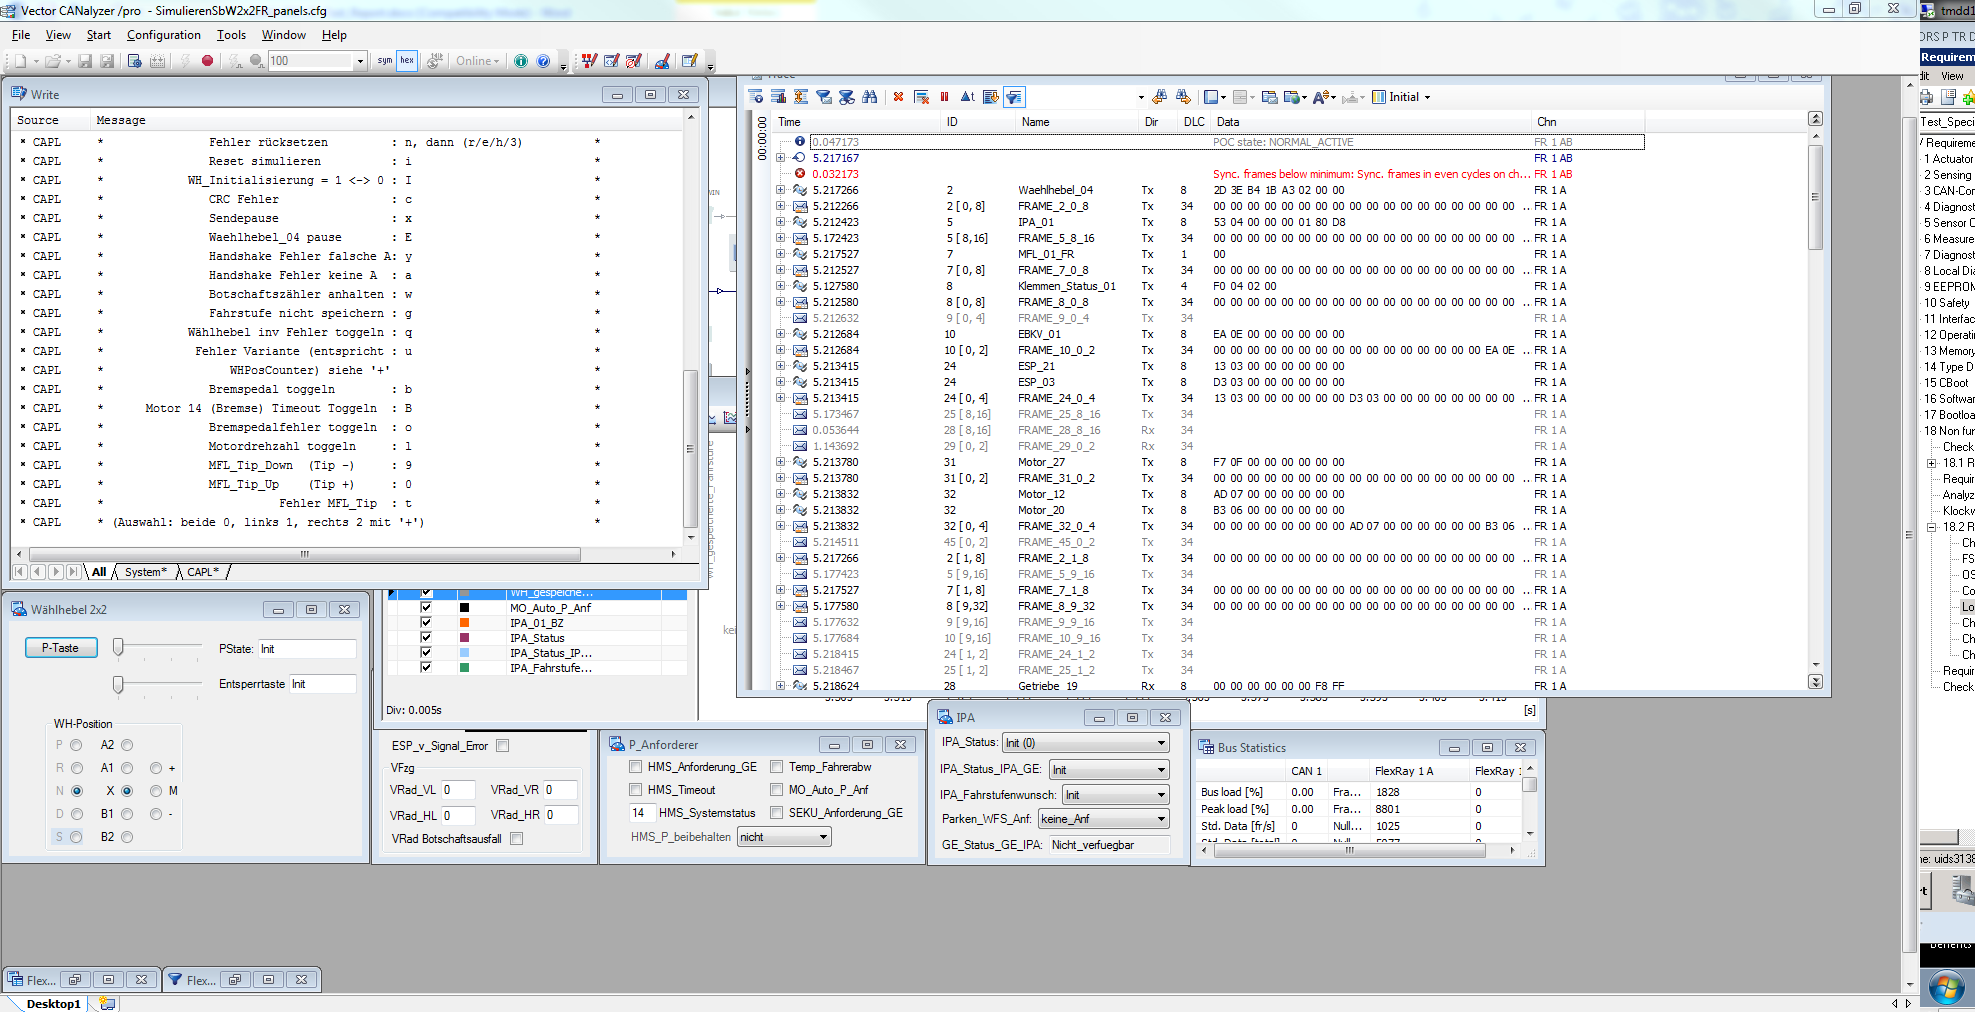 Vector CANalyzer /pro  - SimulierenSbW2x2FR_panels.cfg
File View Start Configuration Tools Window Help
100 sym hex Online
Write
Source Message
* CAPL * Fehler rücksetzen : n, dann (r/e/h/3) *
* CAPL * Reset simulieren : i *
* CAPL * WH_Initialisierung = 1 <-> 0 : I *
* CAPL * CRC Fehler : c *
* CAPL * Sendepause : x *
* CAPL * Waehlhebel_04 pause : E *
* CAPL * Handshake Fehler falsche A: y *
* CAPL * Handshake Fehler keine A : a *
* CAPL * Botschaftszähler anhalten : w *
* CAPL * Fahrstufe nicht speichern : g *
* CAPL * Wählhebel inv Fehler toggeln : q *
* CAPL * Fehler Variante (entspricht : u *
* CAPL * WHPosCounter) siehe '+' *
* CAPL * Bremspedal toggeln : b *
* CAPL * Motor 14 (Bremse) Timeout Toggeln : B *
* CAPL * Bremspedalfehler toggeln : o *
* CAPL * Motordrehzahl toggeln : l *
* CAPL * MFL_Tip_Down (Tip -) : 9 *
* CAPL * MFL_Tip_Up (Tip +) : 0 *
* CAPL * Fehler MFL_Tip : t *
* CAPL * (Auswahl: beide 0, links 1, rechts 2 mit '+') *
All System* CAPL*
Initial
00:00:00
Time ID Name Dir DLC Data Chn
0.047173 POC state: NORMAL_ACTIVE FR 1 AB
5.217167 FR 1 AB
0.032173 Sync. frames below minimum: Sync. frames in even cycles on ch... FR 1 AB
5.217266 2 Waehlhebel_04 Tx 8 2D 3E B4 1B A3 02 00 00 FR 1 A
5.212266 2 [ 0, 8] FRAME_2_0_8 Tx 34 00 00 00 00 00 00 00 00 00 00 00 00 00 00 00 00 00 00 .. FR 1 A
5.212423 5 IPA_01 Tx 8 53 04 00 00 00 01 80 D8 FR 1 A
5.172423 5 [ 8,16] FRAME_5_8_16 Tx 34 00 00 00 00 00 00 00 00 00 00 00 00 00 00 00 00 00 00 .. FR 1 A
5.217527 7 MFL_01_FR Tx 1 00 FR 1 A
5.212527 7 [ 0, 8] FRAME_7_0_8 Tx 34 00 00 00 00 00 00 00 00 00 00 00 00 00 00 00 00 00 00 .. FR 1 A
5.127580 8 Klemmen_Status_01 Tx 4 F0 04 02 00 FR 1 A
5.212580 8 [ 0, 8] FRAME_8_0_8 Tx 34 00 00 00 00 00 00 00 00 00 00 00 00 00 00 00 00 00 00 .. FR 1 A
5.212632 9 [ 0, 4] FRAME_9_0_4 Tx 34 FR 1 A
5.212684 10 EBKV_01 Tx 8 EA 0E 00 00 00 00 00 00 FR 1 A
5.212684 10 [ 0, 2] FRAME_10_0_2 Tx 34 00 00 00 00 00 00 00 00 00 00 00 00 00 00 00 00 EA 0E .. FR 1 A
5.213415 24 ESP_21 Tx 8 13 03 00 00 00 00 00 00 FR 1 A
5.213415 24 ESP_03 Tx 8 D3 03 00 00 00 00 00 00 FR 1 A
5.213415 24 [ 0, 4] FRAME_24_0_4 Tx 34 13 03 00 00 00 00 00 00 D3 03 00 00 00 00 00 00 00 00 .. FR 1 A
5.173467 25 [ 8,16] FRAME_25_8_16 Tx 34 FR 1 A
0.053644 28 [ 8,16] FRAME_28_8_16 Rx 34 FR 1 A
1.143692 29 [ 0, 2] FRAME_29_0_2 Rx 34 FR 1 A
5.213780 31 Motor_27 Tx 8 F7 0F 00 00 00 00 00 00 FR 1 A
5.213780 31 [ 0, 2] FRAME_31_0_2 Tx 34 00 00 00 00 00 00 00 00 00 00 00 00 00 00 00 00 00 00 .. FR 1 A
5.213832 32 Motor_12 Tx 8 AD 07 00 00 00 00 00 00 FR 1 A
5.213832 32 Motor_20 Tx 8 B3 06 00 00 00 00 00 00 FR 1 A
5.213832 32 [ 0, 4] FRAME_32_0_4 Tx 34 00 00 00 00 00 00 00 00 AD 07 00 00 00 00 00 00 B3 06 .. FR 1 A
5.214511 45 [ 0, 2] FRAME_45_0_2 Tx 34 FR 1 A
5.217266 2 [ 1, 8] FRAME_2_1_8 Tx 34 00 00 00 00 00 00 00 00 00 00 00 00 00 00 00 00 00 00 .. FR 1 A
5.177423 5 [ 9,16] FRAME_5_9_16 Tx 34 FR 1 A
5.217527 7 [ 1, 8] FRAME_7_1_8 Tx 34 00 00 00 00 00 00 00 00 00 00 00 00 00 00 00 00 00 00 .. FR 1 A
5.177580 8 [ 9,32] FRAME_8_9_32 Tx 34 00 00 00 00 00 00 00 00 00 00 00 00 00 00 00 00 00 00 .. FR 1 A
5.177632 9 [ 9,16] FRAME_9_9_16 Tx 34 FR 1 A
5.177684 10 [ 9,16] FRAME_10_9_16 Tx 34 FR 1 A
5.218415 24 [ 1, 2] FRAME_24_1_2 Tx 34 FR 1 A
5.218467 25 [ 1, 2] FRAME_25_1_2 Tx 34 FR 1 A
5.218624 28 Getriebe_19 Rx 8 00 00 00 00 00 00 F8 FF FR 1 A
[s]
WH_gespeiche...
MO_Auto_P_Anf
IPA_01_BZ
IPA_Status
IPA_Status_IP...
IPA_Fahrstufe...
Div: 0.005s
Wählhebel 2x2
P-Taste PState: Init
Entsperrtaste Init
WH-Position
P A2
R A1 +
N X M
D B1 -
S B2
ESP_v_Signal_Error
VFzg
VRad_VL 0 VRad_VR 0
VRad_HL 0 VRad_HR 0
VRad Botschaftsausfall
P_Anforderer
HMS_Anforderung_GE Temp_Fahrerabw
HMS_Timeout MO_Auto_P_Anf
14 HMS_Systemstatus SEKU_Anforderung_GE
HMS_P_beibehalten nicht
IPA
IPA_Status: Init (0)
IPA_Status_IPA_GE: Init
IPA_Fahrstufenwunsch: Init
Parken_WFS_Anf: keine_Anf
GE_Status_GE_IPA: Nicht_verfuegbar
Bus Statistics
CAN 1 FlexRay 1 A FlexRay 1
Bus load [%] 0.00 Fra... 1828 0
Peak load [%] 0.00 Fra... 8801 0
Std. Data [fr/s] 0 Null... 1025 0
Flex... Flex...
Desktop1
tmdd1
ORS P TR D
Requirem
dit View
Test_Speci
Requireme
1 Actuator
2 Sensing
3 CAN-Cor
4 Diagnost
5 Sensor C
6 Measure
7 Diagnost
8 Local Dia
9 EEPROM
10 Safety
11 Interfac
12 Operati
13 Memory
14 Type D
15 CBoot
16 Softwar
17 Bootloa
18 Non fun
Check
18.1 R
Requir
Analyz
Klockw
18.2 R
Ch
FS
OS
Co
Lo
Ch
Ch
Ch
Requir
Check
ne: uids3138
rt
Benefits